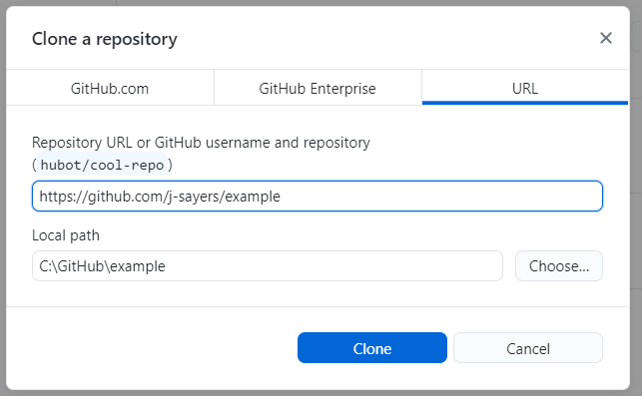 Clone a repository
GitHub.com
GitHub Enterprise
URL
Repository URL or GitHub username and repository
(hubot/cool-repo)
https://github.com/j-sayers/example
Local path
C:\GitHub\example
Choose...
Clone
Cancel